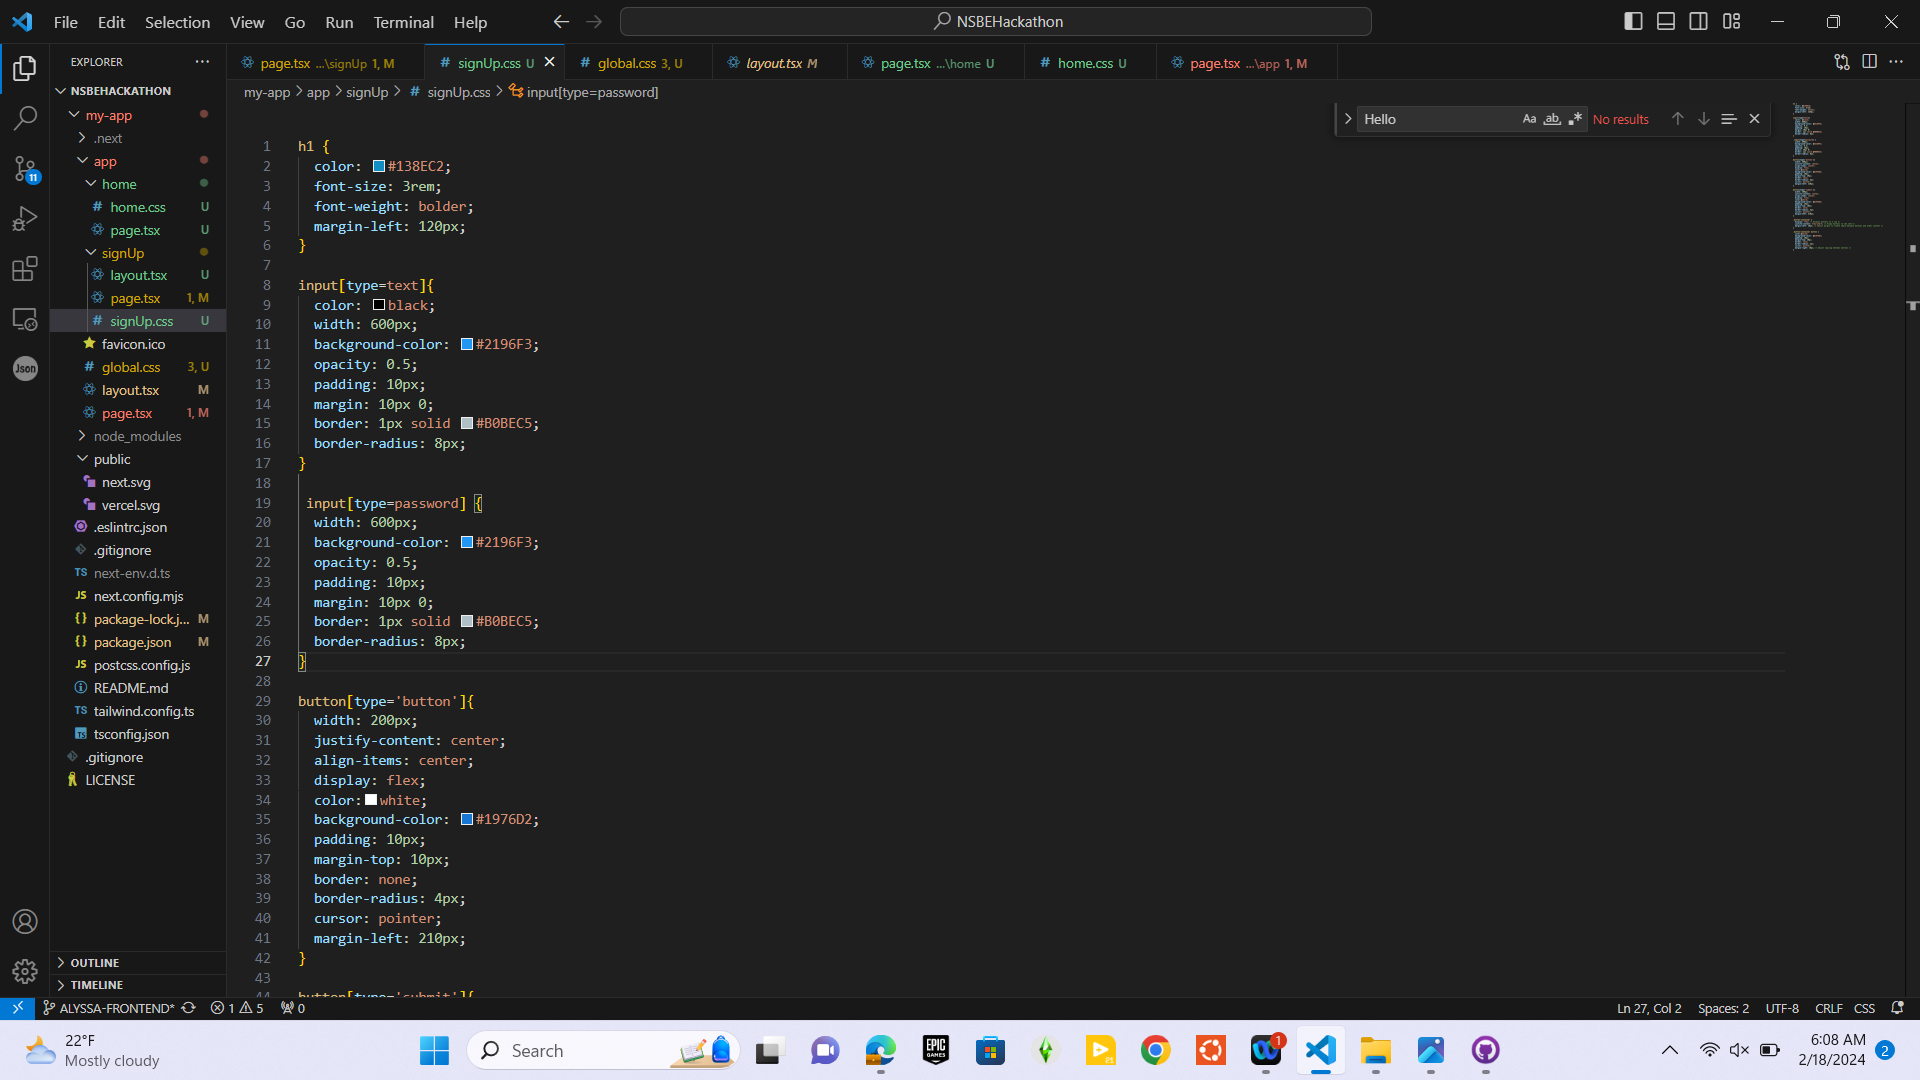 File Edit Selection View Go Run Terminal Help
NSBEHackathon
EXPLORER
page.tsx ...\signUp 1, M
# signUp.css U
# global.css 3, U
layout.tsx M
page.tsx ...\home U
# home.css U
page.tsx ...\app 1, M
NSBEHACKATHON
my-app > app > signUp > # signUp.css > input[type=password]
my-app
.next
app
home
# home.css U
page.tsx U
signUp
layout.tsx U
page.tsx 1, M
# signUp.css U
favicon.ico
# global.css 3, U
layout.tsx M
page.tsx 1, M
node_modules
public
next.svg
vercel.svg
.eslintrc.json
.gitignore
TS next-env.d.ts
JS next.config.mjs
{} package-lock.j... M
{} package.json M
JS postcss.config.js
README.md
TS tailwind.config.ts
TS tsconfig.json
.gitignore
LICENSE
OUTLINE
TIMELINE
11
Json
Hello Aa ab No results
1 h1 {
2 color: #138EC2;
3 font-size: 3rem;
4 font-weight: bolder;
5 margin-left: 120px;
6 }
7
8 input[type=text]{
9 color: black;
10 width: 600px;
11 background-color: #2196F3;
12 opacity: 0.5;
13 padding: 10px;
14 margin: 10px 0;
15 border: 1px solid #B0BEC5;
16 border-radius: 8px;
17 }
18
19 input[type=password] {
20 width: 600px;
21 background-color: #2196F3;
22 opacity: 0.5;
23 padding: 10px;
24 margin: 10px 0;
25 border: 1px solid #B0BEC5;
26 border-radius: 8px;
27 }
28
29 button[type='button']{
30 width: 200px;
31 justify-content: center;
32 align-items: center;
33 display: flex;
34 color: white;
35 background-color: #1976D2;
36 padding: 10px;
37 margin-top: 10px;
38 border: none;
39 border-radius: 4px;
40 cursor: pointer;
41 margin-left: 210px;
42 }
43
44 button[type='submit']{
ALYSSA-FRONTEND* 1 5 0
Ln 27, Col 2 Spaces: 2 UTF-8 CRLF CSS
22°F
Mostly cloudy
Search
EPIC GAMES
21
1
6:08 AM
2/18/2024
2